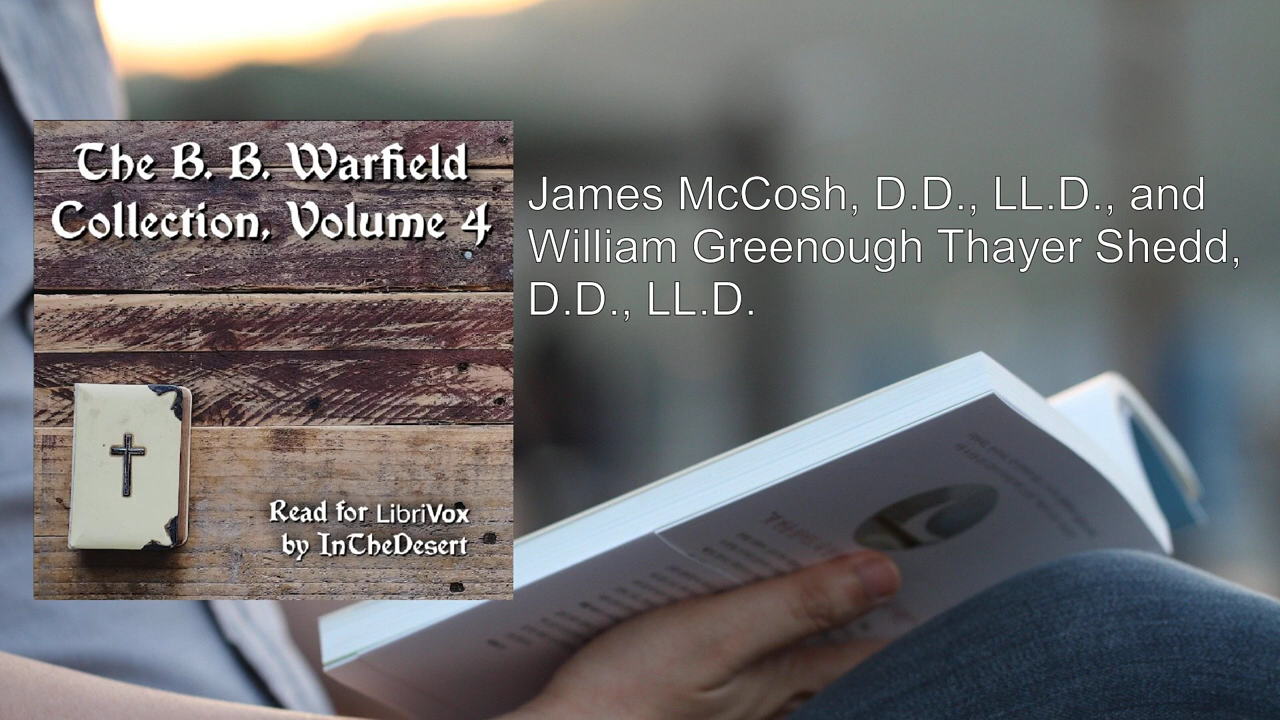 The B. B. Warfield
Collection, Volume 4
Read for LibriVox
by InTheDesert
James McCosh, D.D., LL.D., and
William Greenough Thayer Shedd,
D.D., LL.D.